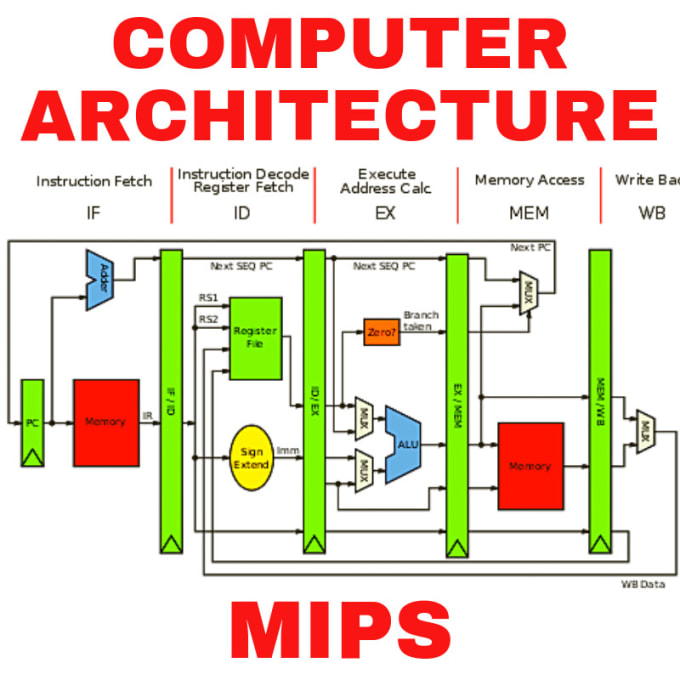 COMPUTER
ARCHITECTURE
Instruction Fetch
IF
Instruction Decode
Register Fetch
ID
Execute
Address Calc
EX
Memory Access
MEM
Write Bac
WB
Next PC
Adder
Next SEQ PC
Next SEQ PC
MUX
RS1
RS2
Register
File
Branch
taken
Zero?
PC
Memory
IR
IF / ID
ID/ EX
EX / MEM
MEM /WB
MUX
ALU
MUX
MUX
Sign
Extend
Imm
Memory
WB Data
MIPS